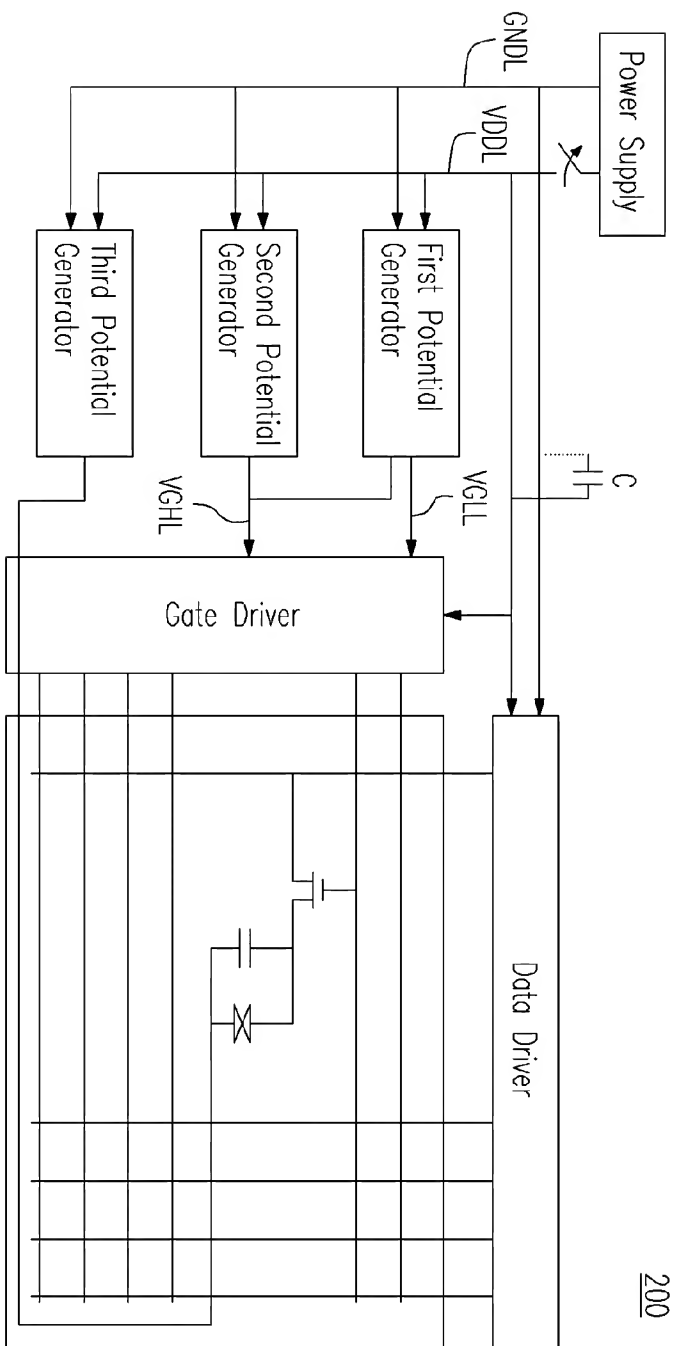 200
Power Supply
GNDL
VDDL
C
First Potential
Generator
Second Potential
Generator
Third Potential
Generator
VGLL
VGHL
Gate Driver
Data Driver